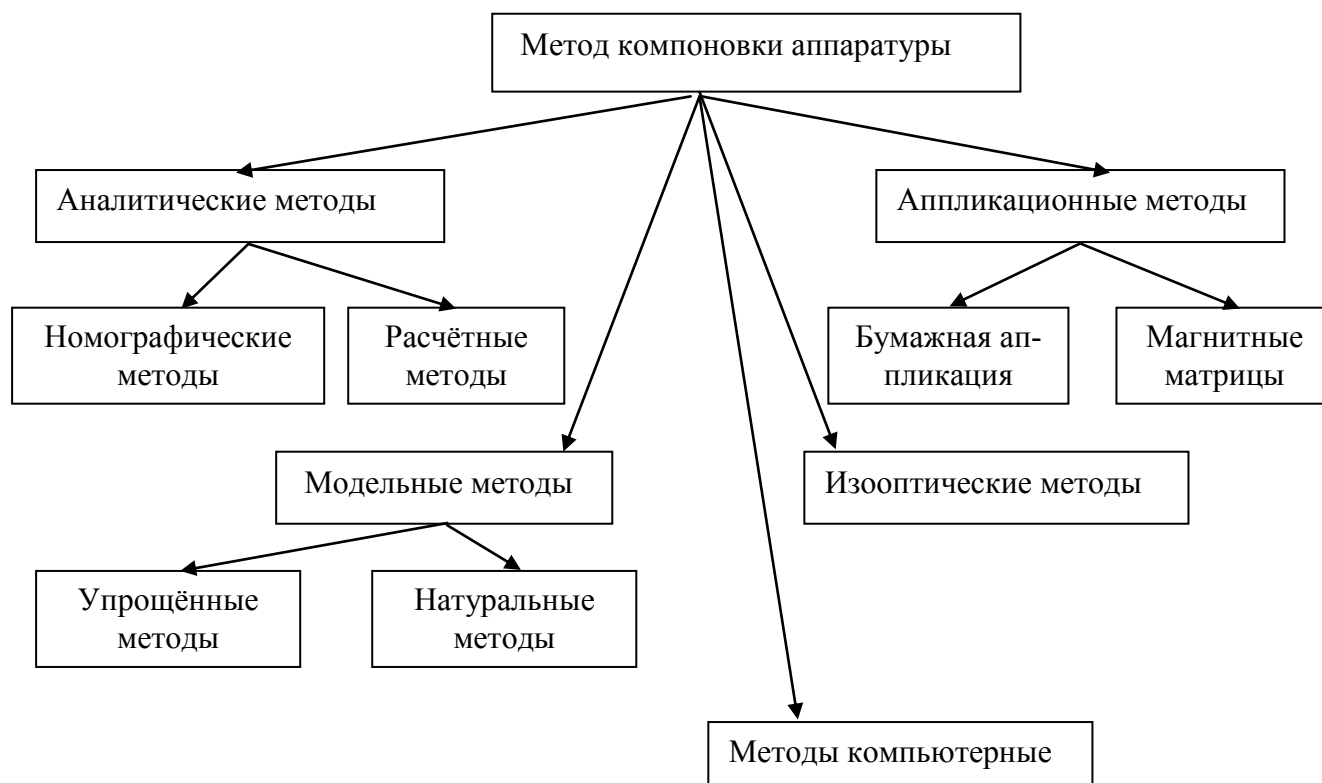 Метод компоновки аппаратуры
Аналитические методы
Аппликационные методы
Номографические
методы
Расчётные
методы
Бумажная ап-
пликация
Магнитные
матрицы
Модельные методы
Изооптические методы
Упрощённые
методы
Натуральные
методы
Методы компьютерные